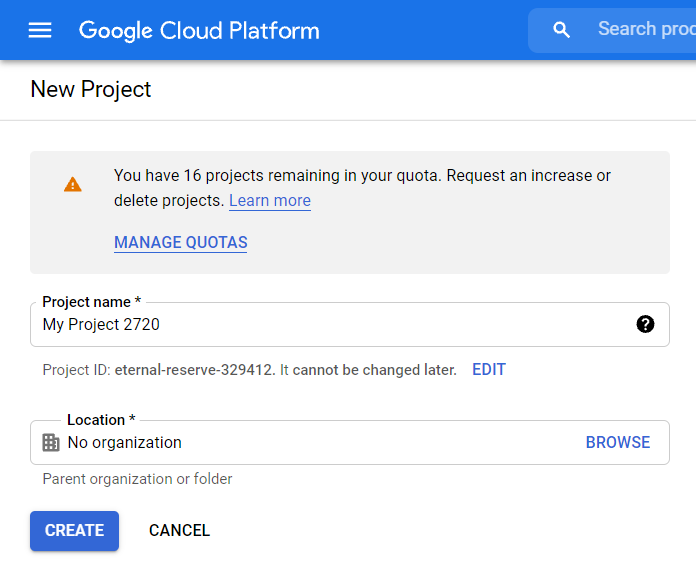 Google Cloud Platform
Search
New Project
You have 16 projects remaining in your quota. Request an increase or
delete projects. Learn more
MANAGE QUOTAS
Project name *
My Project 2720
Project ID: eternal-reserve-329412. It cannot be changed later. EDIT
Location *
No organization BROWSE
Parent organization or folder
CREATE CANCEL